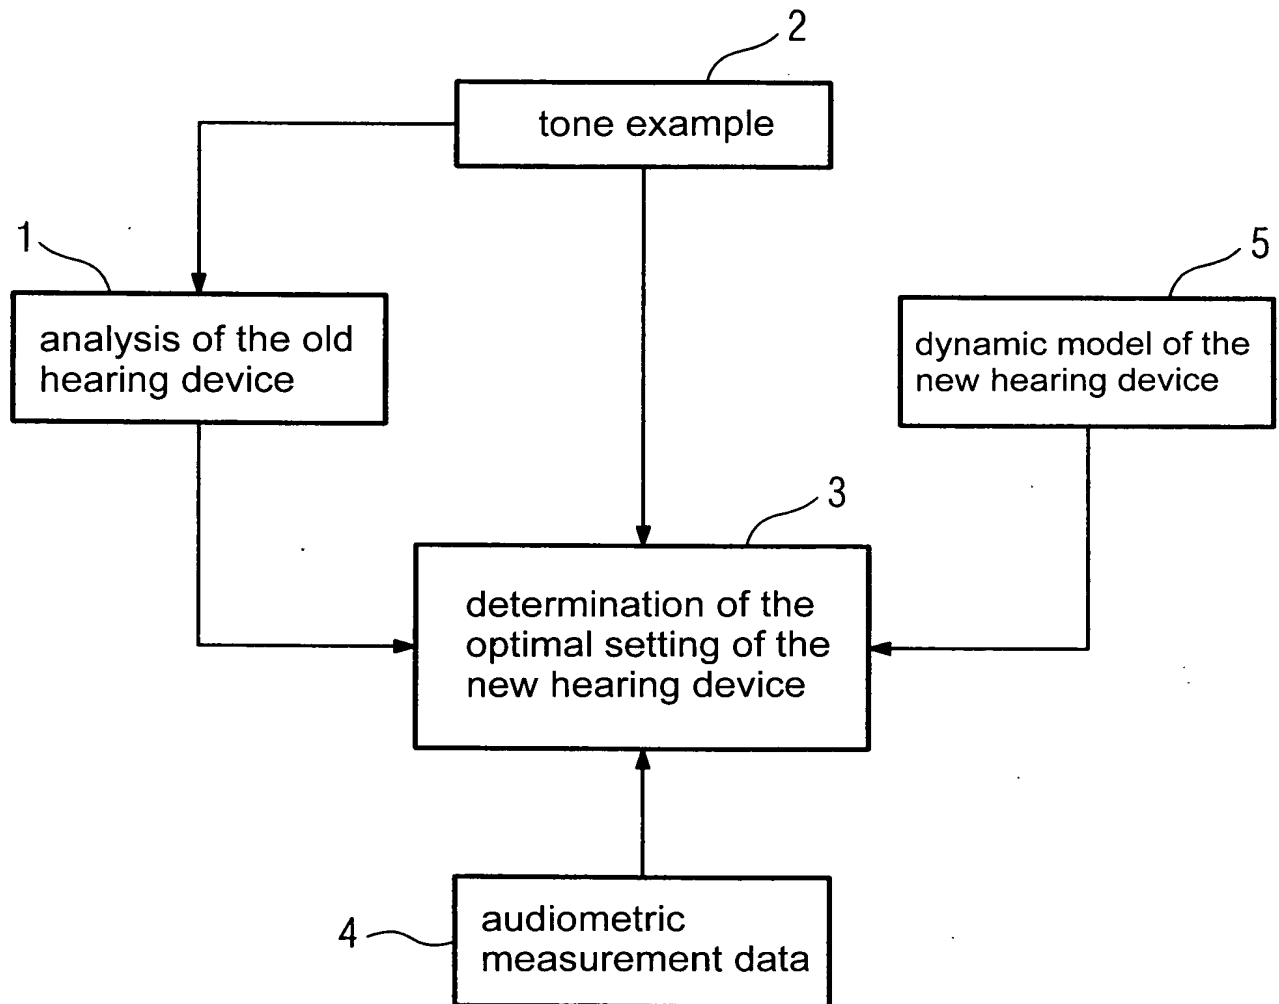 2
tone example
1
analysis of the old
hearing device
5
dynamic model of the
new hearing device
3
determination of the
optimal setting of the
new hearing device
4
audiometric
measurement data